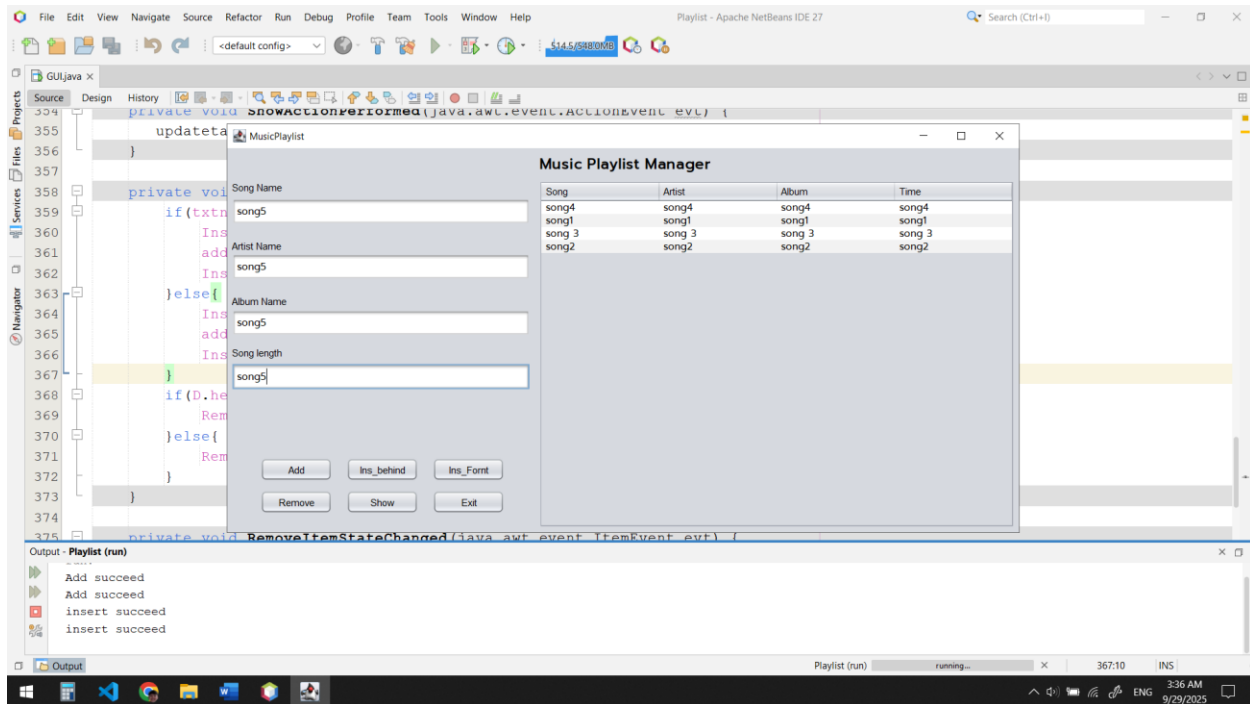 File Edit View Navigate Source Refactor Run Debug Profile Team Tools Window Help Playlist - Apache NetBeans IDE 27 Search (Ctrl+I)
<default config> 514.5/548.0MB
GUI.java
Projects
Files
Services
Navigator
Source Design History
354 private void ShowActionPerformed(java.awt.event.ActionEvent evt) {
355 updateta
356 }
357
358 private voi
359 if(txtn
360 Ins
361 add
362 Ins
363 }else{
364 Ins
365 add
366 Ins
367 }
368 if(D.he
369 Rem
370 }else{
371 Rem
372 }
373 }
374
375 private void RemoveItemStateChanged(java.awt.event.ItemEvent evt) {
MusicPlaylist
Music Playlist Manager
Song Name
song5
Artist Name
song5
Album Name
song5
Song length
song5
Add Ins_behind Ins_Fornt
Remove Show Exit
Song Artist Album Time
song4 song4 song4 song4
song1 song1 song1 song1
song 3 song 3 song 3 song 3
song2 song2 song2 song2
Output - Playlist (run)
Add succeed
Add succeed
insert succeed
insert succeed
Output Playlist (run) running... 367:10 INS
ENG 3:36 AM
9/29/2025